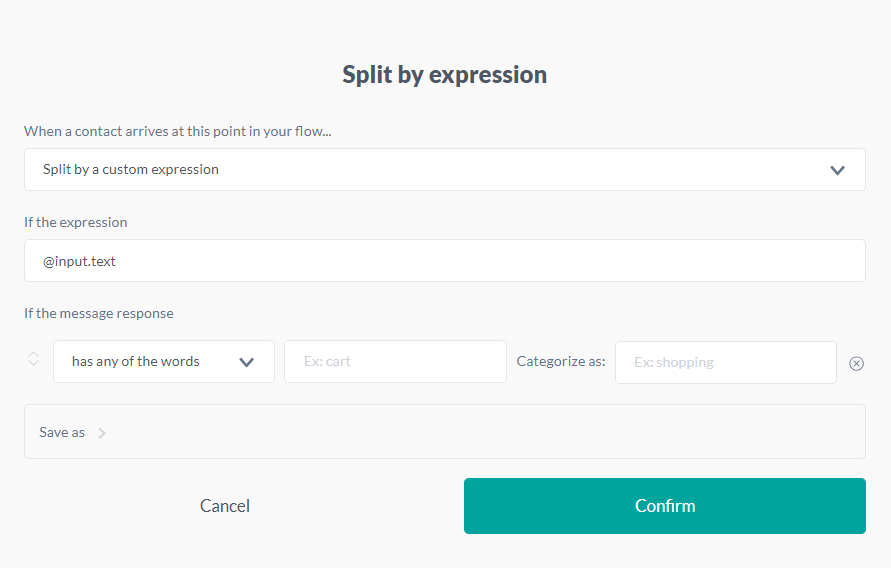 Split by expression
When a contact arrives at this point in your flow...
Split by a custom expression
If the expression
@input.text
If the message response
has any of the words Ex: cart Categorize as: Ex: shopping
Save as
Cancel Confirm